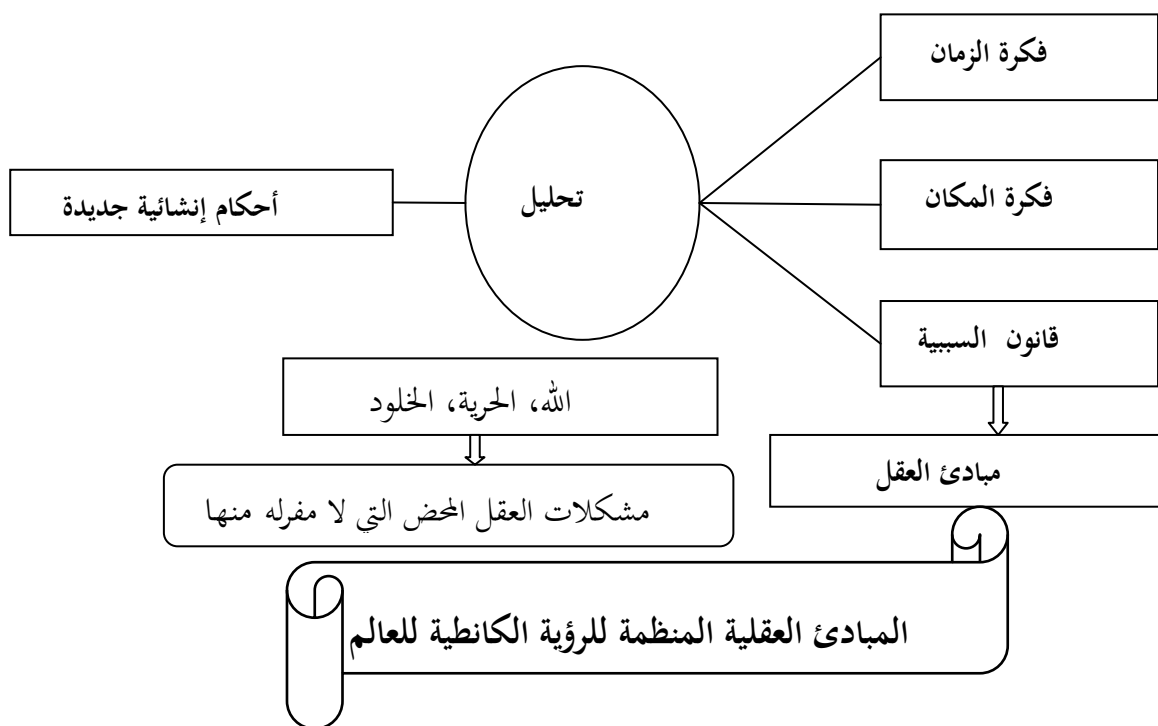 فكرة الزمان
تحليل
فكرة المكان
أحكام إنشائية جديدة
قانون السببية
الله، الحرية، الخلود
مبادئ العقل
مشكلات العقل المحض التي لا مفرله منها
المبادئ العقلية المنظمة للرؤية الكانطية للعالم